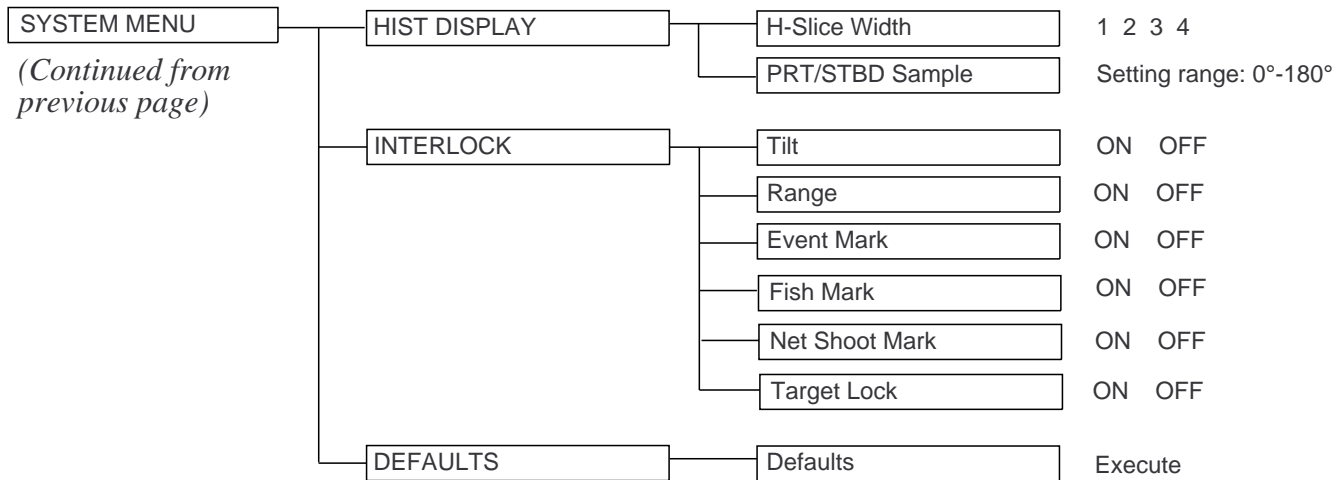 SYSTEM MENU
(Continued from
previous page)
HIST DISPLAY
H-Slice Width
1 2 3 4
PRT/STBD Sample
Setting range: 0°-180°
INTERLOCK
Tilt
ON OFF
Range
ON OFF
Event Mark
ON OFF
Fish Mark
ON OFF
Net Shoot Mark
ON OFF
Target Lock
ON OFF
DEFAULTS
Defaults
Execute